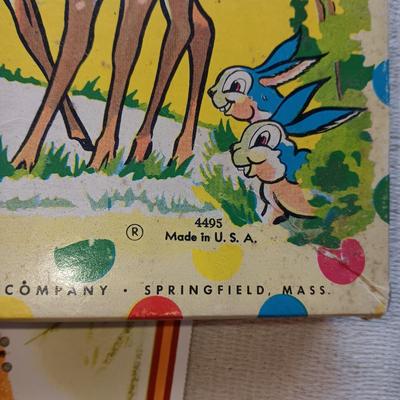 4495
® Made in U. S. A.
COMPANY · SPRINGFIELD, MASS.